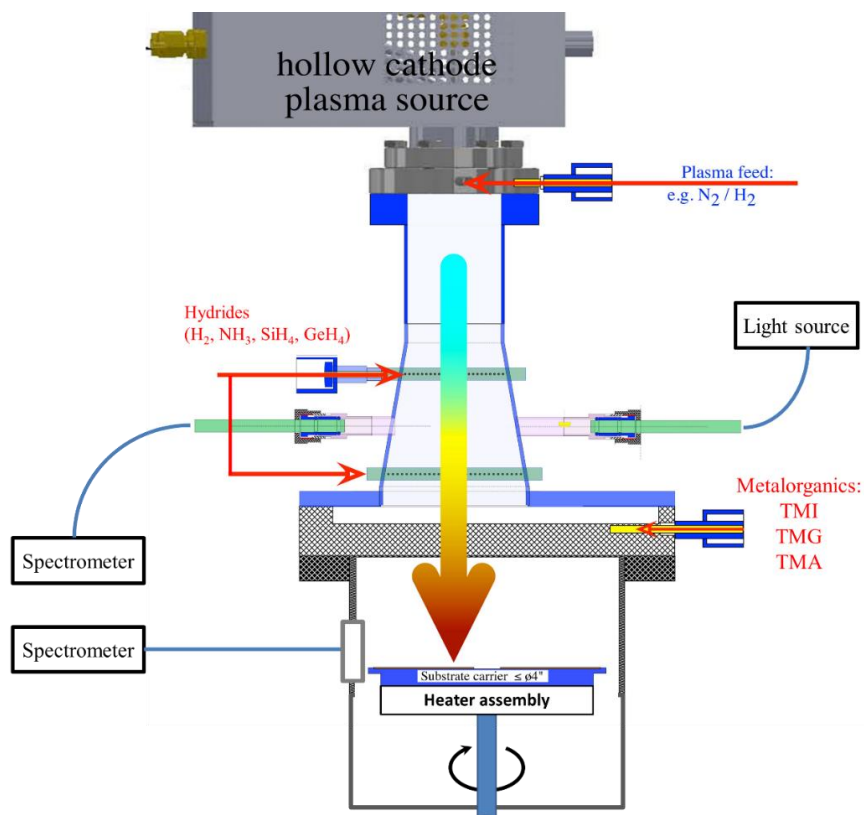 hollow cathode
plasma source
Plasma feed:
e.g. N₂ / H₂
Hydrides
(H₂, NH₃, SiH₄, GeH₄)
Light source
Metalorganics:
TMI
TMG
TMA
Spectrometer
Spectrometer
Substrate carrier ≤ ø4"
Heater assembly